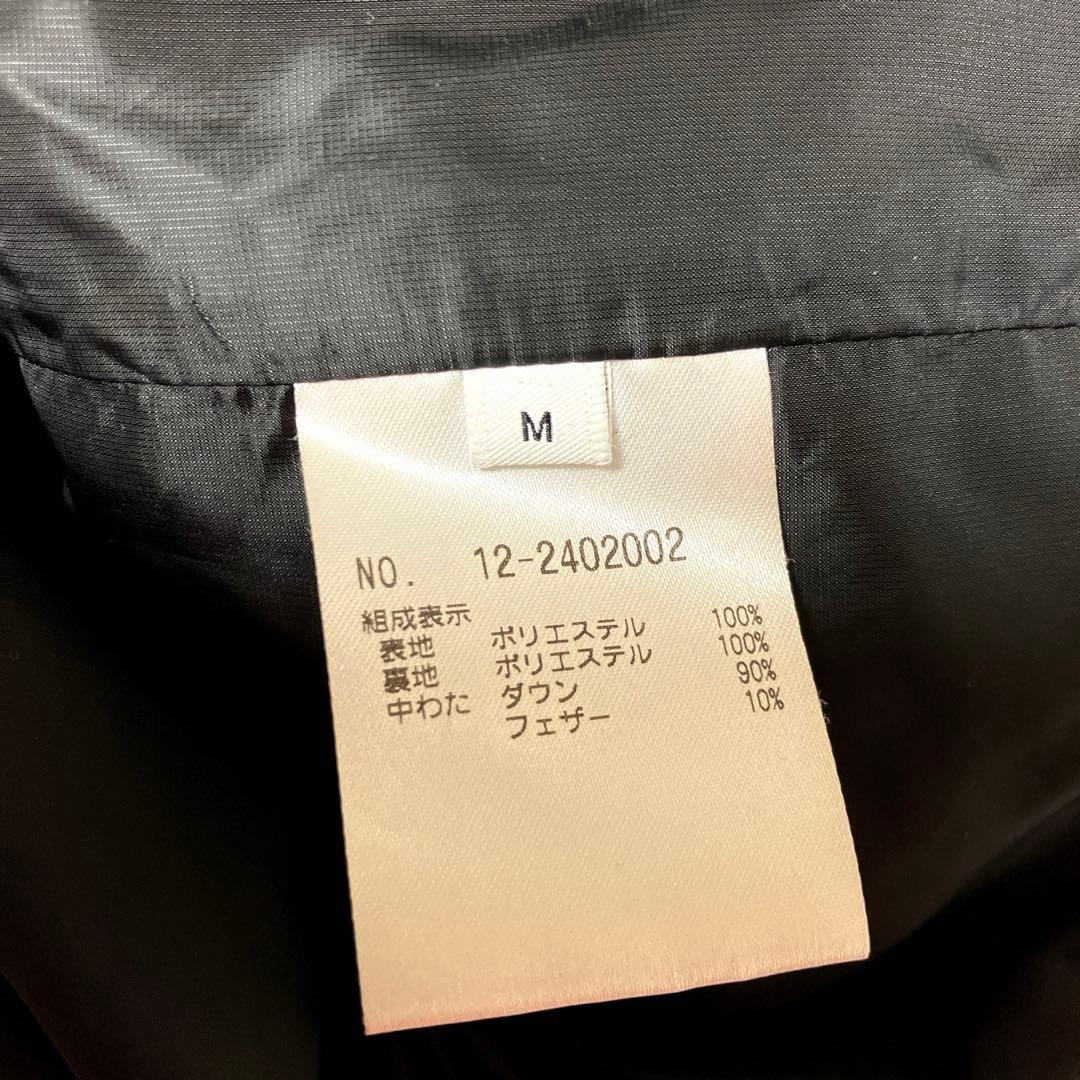 M
NO. 12-2402002
組成表示
表地 ポリエステル 100%
裏地 ポリエステル 100%
中わた ダウン 90%
フェザー 10%